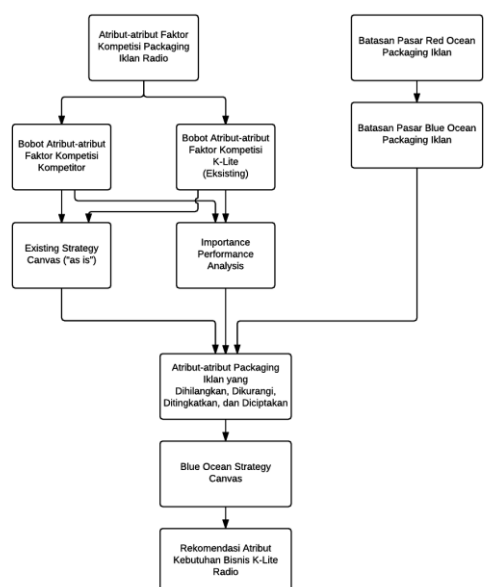 Atribut-atribut Faktor
Kompetisi Packaging
Iklan Radio
Batasan Pasar Red Ocean
Packaging Iklan
Bobot Atribut-atribut
Faktor Kompetisi
Kompetitor
Bobot Atribut-atribut
Faktor Kompetisi
K-Lite
(Eksisting)
Batasan Pasar Blue Ocean
Packaging Iklan
Existing Strategy
Canvas ("as is")
Importance
Performance
Analysis
Atribut-atribut Packaging
Iklan yang
Dihilangkan, Dikurangi,
Ditingkatkan, dan Diciptakan
Blue Ocean Strategy
Canvas
Rekomendasi Atribut
Kebutuhan Bisnis K-Lite
Radio